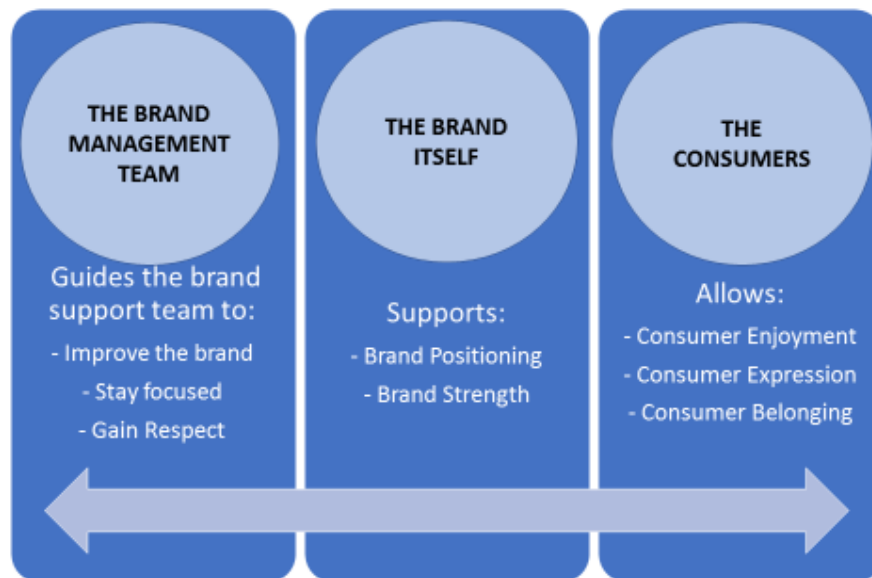 THE BRAND
MANAGEMENT
TEAM
Guides the brand
support team to:
- Improve the brand
- Stay focused
- Gain Respect
THE BRAND
ITSELF
Supports:
- Brand Positioning
- Brand Strength
THE
CONSUMERS
Allows:
- Consumer Enjoyment
- Consumer Expression
- Consumer Belonging